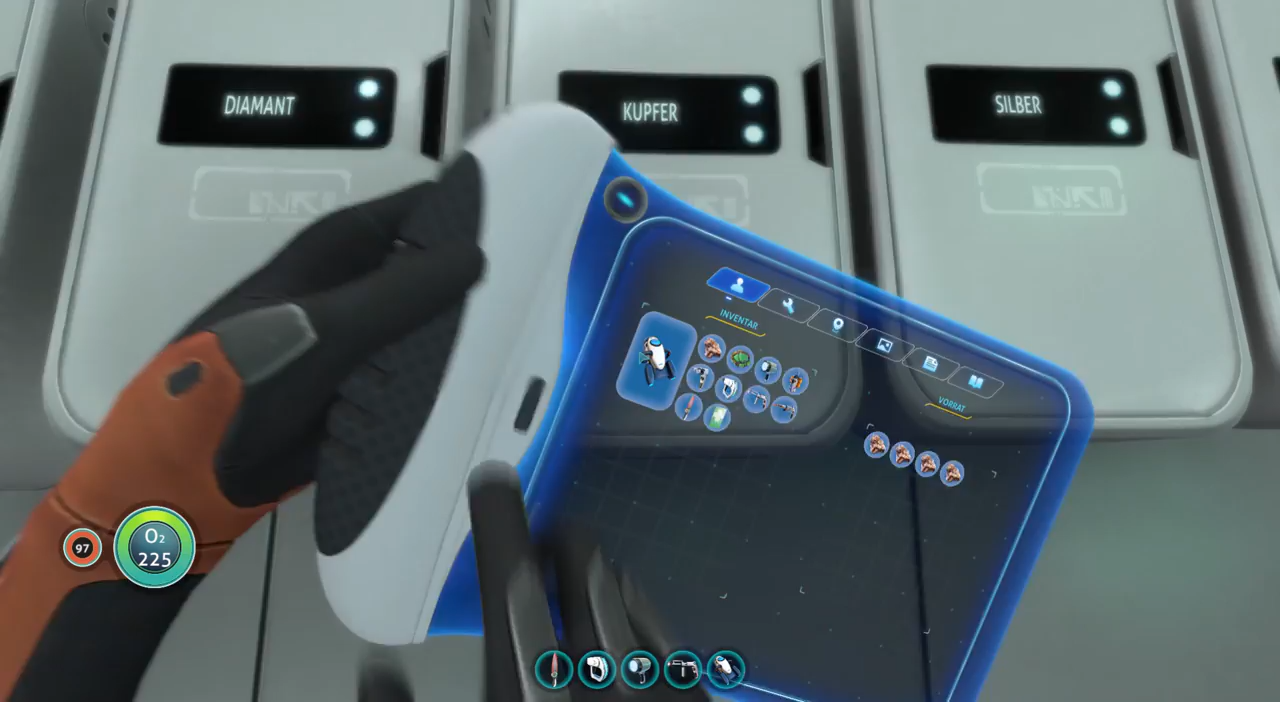 DIAMANT
KUPFER
SILBER
INVENTAR
VORRAT
97
O₂
225